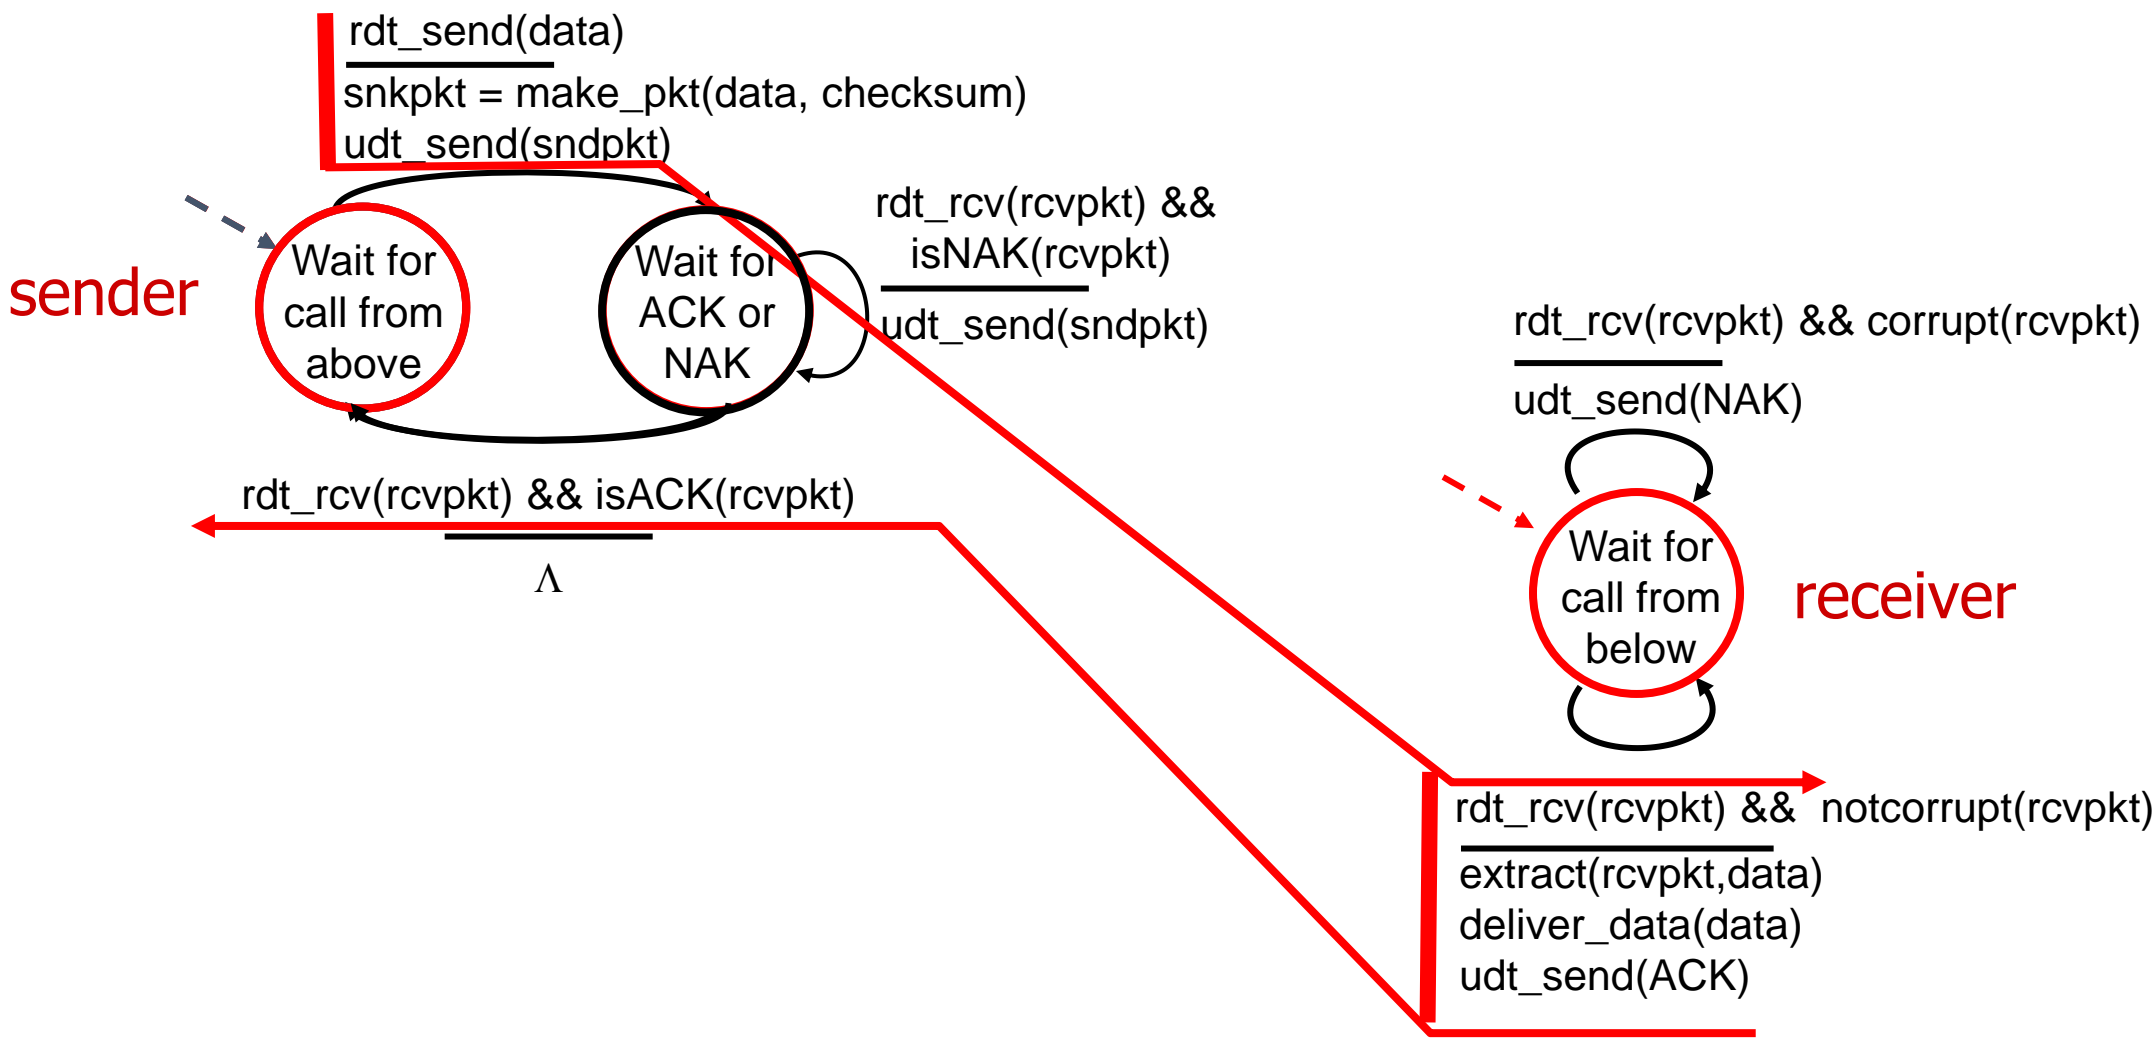 rdt_send(data)
snkpkt = make_pkt(data, checksum)
udt_send(sndpkt)
sender
Wait for
call from
above
Wait for
ACK or
NAK
rdt_rcv(rcvpkt) &&
isNAK(rcvpkt)
udt_send(sndpkt)
rdt_rcv(rcvpkt) && isACK(rcvpkt)
Λ
rdt_rcv(rcvpkt) && corrupt(rcvpkt)
udt_send(NAK)
Wait for
call from
below
receiver
rdt_rcv(rcvpkt) && notcorrupt(rcvpkt)
extract(rcvpkt,data)
deliver_data(data)
udt_send(ACK)